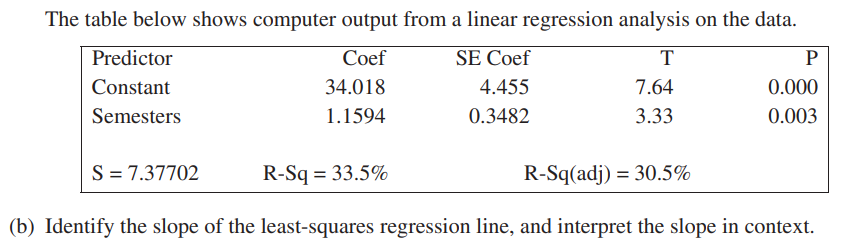 The table below shows computer output from a linear regression analysis on the data.
Predictor Coef SE Coef T P
Constant 34.018 4.455 7.64 0.000
Semesters 1.1594 0.3482 3.33 0.003
S = 7.37702 R-Sq = 33.5% R-Sq(adj) = 30.5%
(b) Identify the slope of the least-squares regression line, and interpret the slope in context.